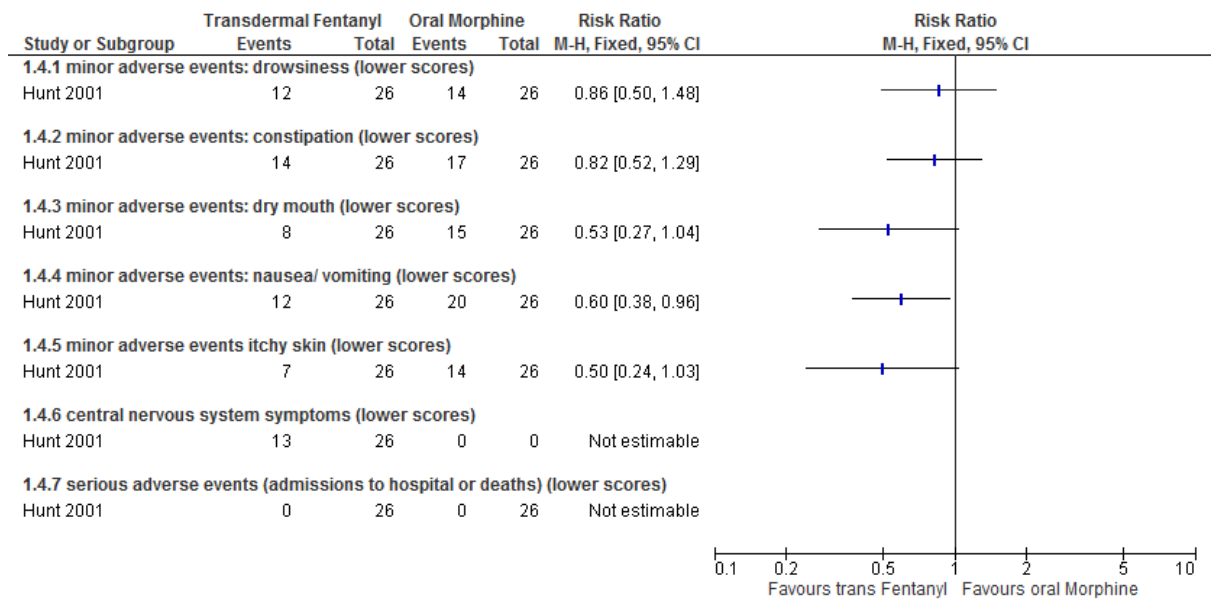 Transdermal Fentanyl Oral Morphine Risk Ratio Risk Ratio
Study or Subgroup Events Total Events Total M-H, Fixed, 95% CI M-H, Fixed, 95% CI
1.4.1 minor adverse events: drowsiness (lower scores)
Hunt 2001 12 26 14 26 0.86 [0.50, 1.48]
1.4.2 minor adverse events: constipation (lower scores)
Hunt 2001 14 26 17 26 0.82 [0.52, 1.29]
1.4.3 minor adverse events: dry mouth (lower scores)
Hunt 2001 8 26 15 26 0.53 [0.27, 1.04]
1.4.4 minor adverse events: nausea/ vomiting (lower scores)
Hunt 2001 12 26 20 26 0.60 [0.38, 0.96]
1.4.5 minor adverse events itchy skin (lower scores)
Hunt 2001 7 26 14 26 0.50 [0.24, 1.03]
1.4.6 central nervous system symptoms (lower scores)
Hunt 2001 13 26 0 0 Not estimable
1.4.7 serious adverse events (admissions to hospital or deaths) (lower scores)
Hunt 2001 0 26 0 26 Not estimable
0.1 0.2 0.5 1 2 5 10
Favours trans Fentanyl Favours oral Morphine